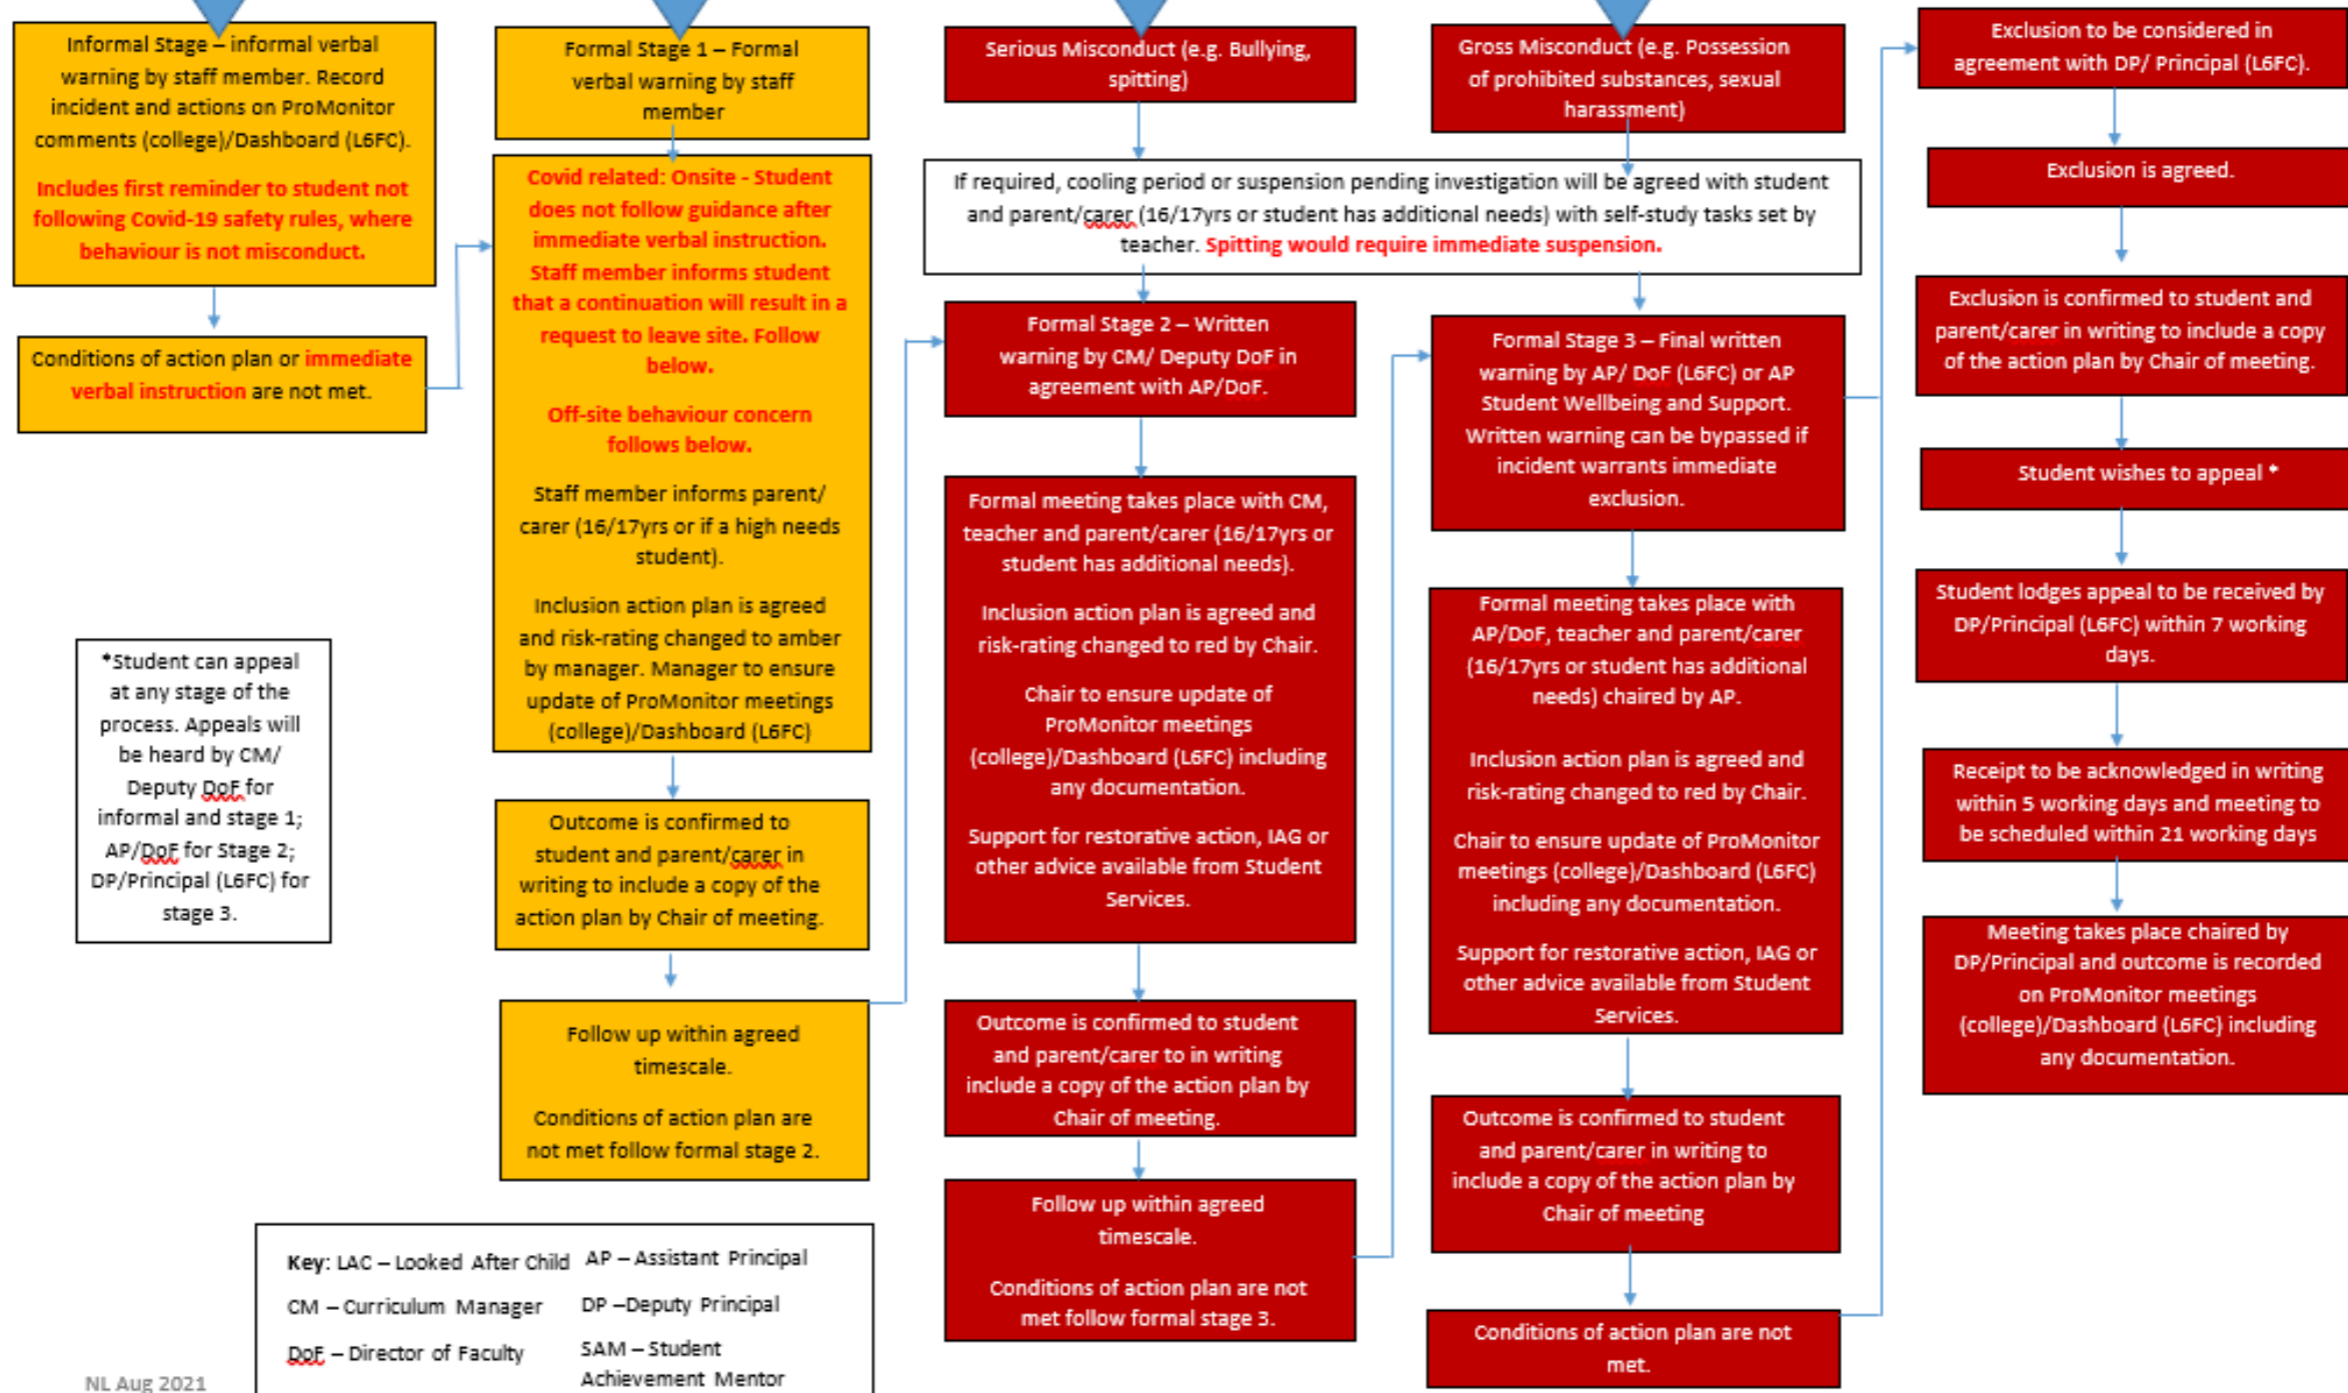 Informal Stage – informal verbal
warning by staff member. Record
incident and actions on ProMonitor
comments (college)/Dashboard (L6FC).
Includes first reminder to student not
following Covid-19 safety rules, where
behaviour is not misconduct.
Conditions of action plan or immediate
verbal instruction are not met.
*Student can appeal
at any stage of the
process. Appeals will
be heard by CM/
Deputy DoF for
informal and stage 1;
AP/DoF for Stage 2;
DP/Principal (L6FC) for
stage 3.
Formal Stage 1 – Formal
verbal warning by staff
member
Covid related: Onsite - Student
does not follow guidance after
immediate verbal instruction.
Staff member informs student
that a continuation will result in a
request to leave site. Follow
below.
Off-site behaviour concern
follows below.
Staff member informs parent/
carer (16/17yrs or if a high needs
student).
Inclusion action plan is agreed
and risk-rating changed to amber
by manager. Manager to ensure
update of ProMonitor meetings
(college)/Dashboard (L6FC)
Outcome is confirmed to
student and parent/carer in
writing to include a copy of the
action plan by Chair of meeting.
Follow up within agreed
timescale.
Conditions of action plan are
not met follow formal stage 2.
Serious Misconduct (e.g. Bullying,
spitting)
Gross Misconduct (e.g. Possession
of prohibited substances, sexual
harassment)
If required, cooling period or suspension pending investigation will be agreed with student
and parent/carer (16/17yrs or student has additional needs) with self-study tasks set by
teacher. Spitting would require immediate suspension.
Formal Stage 2 – Written
warning by CM/ Deputy DoF in
agreement with AP/DoF.
Formal meeting takes place with CM,
teacher and parent/carer (16/17yrs or
student has additional needs).
Inclusion action plan is agreed and
risk-rating changed to red by Chair.
Chair to ensure update of
ProMonitor meetings
(college)/Dashboard (L6FC) including
any documentation.
Support for restorative action, IAG or
other advice available from Student
Services.
Outcome is confirmed to student
and parent/carer to in writing
include a copy of the action plan by
Chair of meeting.
Follow up within agreed
timescale.
Conditions of action plan are not
met follow formal stage 3.
Formal Stage 3 – Final written
warning by AP/ DoF (L6FC) or AP
Student Wellbeing and Support.
Written warning can be bypassed if
incident warrants immediate
exclusion.
Formal meeting takes place with
AP/DoF, teacher and parent/carer
(16/17yrs or student has additional
needs) chaired by AP.
Inclusion action plan is agreed and
risk-rating changed to red by Chair.
Chair to ensure update of ProMonitor
meetings (college)/Dashboard (L6FC)
including any documentation.
Support for restorative action, IAG or
other advice available from Student
Services.
Outcome is confirmed to student
and parent/carer in writing to
include a copy of the action plan by
Chair of meeting
Conditions of action plan are not
met.
Exclusion to be considered in
agreement with DP/ Principal (L6FC).
Exclusion is agreed.
Exclusion is confirmed to student and
parent/carer in writing to include a copy
of the action plan by Chair of meeting.
Student wishes to appeal *
Student lodges appeal to be received by
DP/Principal (L6FC) within 7 working
days.
Receipt to be acknowledged in writing
within 5 working days and meeting to
be scheduled within 21 working days
Meeting takes place chaired by
DP/Principal and outcome is recorded
on ProMonitor meetings
(college)/Dashboard (L6FC) including
any documentation.
Key: LAC – Looked After Child AP – Assistant Principal
CM – Curriculum Manager DP –Deputy Principal
DoF – Director of Faculty SAM – Student
Achievement Mentor
NL Aug 2021